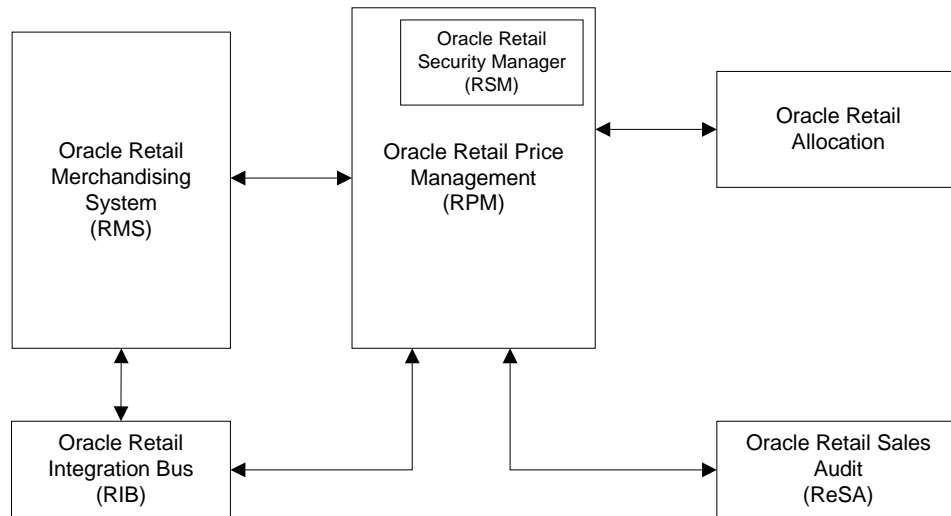 Oracle Retail
Security Manager
(RSM)
Oracle Retail
Merchandising
System
(RMS)
Oracle Retail Price
Management
(RPM)
Oracle Retail
Allocation
Oracle Retail
Integration Bus
(RIB)
Oracle Retail Sales
Audit
(ReSA)